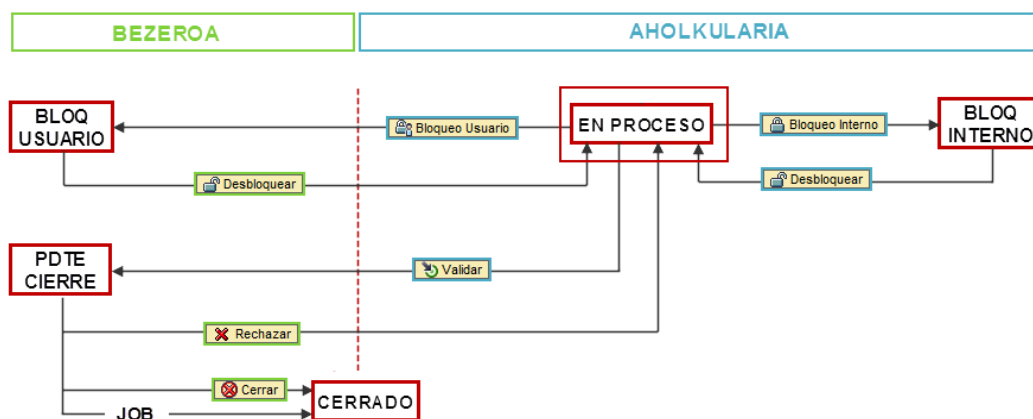 BEZEROA
AHOLKULARIA
BLOQ
USUARIO
Bloqueo Usuario
EN PROCESO
Bloqueo Interno
BLOQ
INTERNO
Desbloquear
Desbloquear
PDTE
CIERRE
Validar
Rechazar
Cerrar
CERRADO
JOB